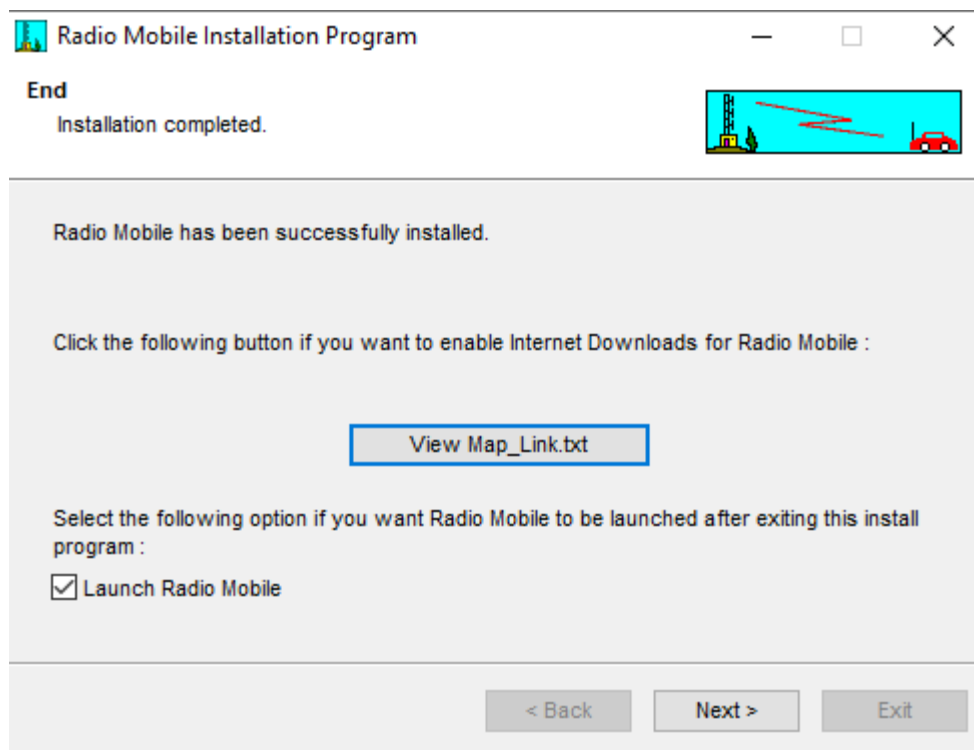 Radio Mobile Installation Program
End
Installation completed.
Radio Mobile has been successfully installed.
Click the following button if you want to enable Internet Downloads for Radio Mobile :
View Map_Link.txt
Select the following option if you want Radio Mobile to be launched after exiting this install
program :
Launch Radio Mobile
< Back
Next >
Exit